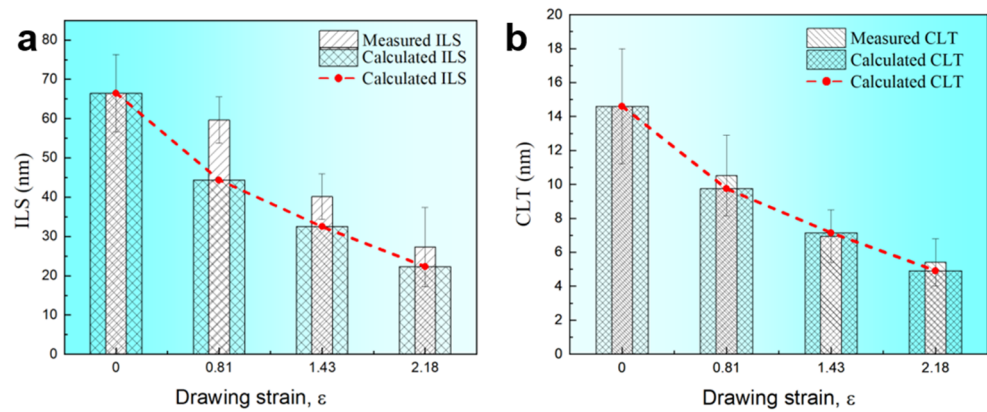 a
ILS (nm)
85
80
70
60
50
40
30
20
10
0
Measured ILS
Calculated ILS
Calculated ILS
0 0.81 1.43 2.18
Drawing strain, ε
b
CLT (nm)
20
18
16
14
12
10
8
6
4
2
0
Measured CLT
Calculated CLT
Calculated CLT
0 0.81 1.43 2.18
Drawing strain, ε